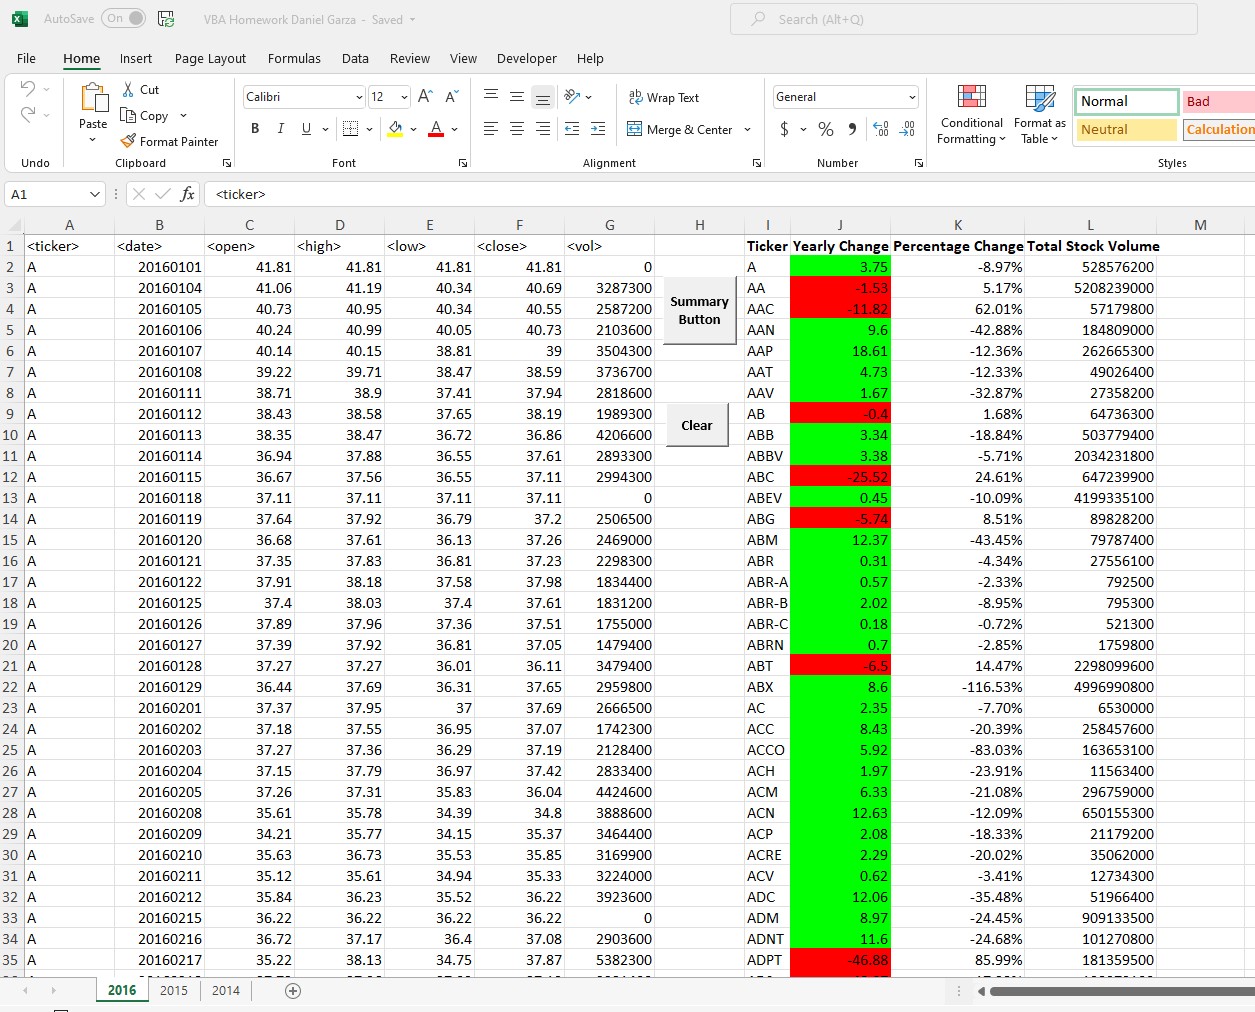 AutoSave On VBA Homework Daniel Garza - Saved Search (Alt+Q)
File Home Insert Page Layout Formulas Data Review View Developer Help
Cut Calibri 12 A^ A˅ ab Wrap Text General Normal Bad
Paste Copy Conditional Format as
Format Painter B I U A Merge & Center $ % 9 Formatting Table Neutral Calculation
Undo Clipboard Font Alignment Number Styles
A1 fx <ticker>
A B C D E F G H I J K L M
1 <ticker> <date> <open> <high> <low> <close> <vol> Ticker Yearly Change Percentage Change Total Stock Volume
2 A 20160101 41.81 41.81 41.81 41.81 0 A 3.75 -8.97% 528576200
3 A 20160104 41.06 41.19 40.34 40.69 3287300 AA -1.53 5.17% 5208239000
Summary Button
4 A 20160105 40.73 40.95 40.34 40.55 2587200 AAC -11.82 62.01% 57179800
5 A 20160106 40.24 40.99 40.05 40.73 2103600 AAN 9.6 -42.88% 184809000
6 A 20160107 40.14 40.15 38.81 39 3504300 AAP 18.61 -12.36% 262665300
7 A 20160108 39.22 39.71 38.47 38.59 3736700 AAT 4.73 -12.33% 49026400
8 A 20160111 38.71 38.9 37.41 37.94 2818600 AAV 1.67 -32.87% 27358200
9 A 20160112 38.43 38.58 37.65 38.19 1989300 AB -0.4 1.68% 64736300
Clear
10 A 20160113 38.35 38.47 36.72 36.86 4206600 ABB 3.34 -18.84% 503779400
11 A 20160114 36.94 37.88 36.55 37.61 2893300 ABBV 3.38 -5.71% 2034231800
12 A 20160115 36.67 37.56 36.55 37.11 2994300 ABC -25.52 24.61% 647239900
13 A 20160118 37.11 37.11 37.11 37.11 0 ABEV 0.45 -10.09% 4199335100
14 A 20160119 37.64 37.92 36.79 37.2 2506500 ABG -5.74 8.51% 89828200
15 A 20160120 36.68 37.61 36.13 37.26 2469000 ABM 12.37 -43.45% 79787400
16 A 20160121 37.35 37.83 36.81 37.23 2298300 ABR 0.31 -4.34% 27556100
17 A 20160122 37.91 38.18 37.58 37.98 1834400 ABR-A 0.57 -2.33% 792500
18 A 20160125 37.4 38.03 37.4 37.61 1831200 ABR-B 2.02 -8.95% 795300
19 A 20160126 37.89 37.96 37.36 37.51 1755000 ABR-C 0.18 -0.72% 521300
20 A 20160127 37.39 37.92 36.81 37.05 1479400 ABRN 0.7 -2.85% 1759800
21 A 20160128 37.27 37.27 36.01 36.11 3479400 ABT -6.5 14.47% 2298099600
22 A 20160129 36.44 37.69 36.31 37.65 2959800 ABX 8.6 -116.53% 4996990800
23 A 20160201 37.37 37.95 37 37.69 2666500 AC 2.35 -7.70% 6530000
24 A 20160202 37.18 37.55 36.95 37.07 1742300 ACC 8.43 -20.39% 258457600
25 A 20160203 37.27 37.36 36.29 37.19 2128400 ACCO 5.92 -83.03% 163653100
26 A 20160204 37.15 37.79 36.97 37.42 2833400 ACH 1.97 -23.91% 11563400
27 A 20160205 37.26 37.31 35.83 36.04 4424600 ACM 6.33 -21.08% 296759000
28 A 20160208 35.61 35.78 34.39 34.8 3888600 ACN 12.63 -12.09% 650155300
29 A 20160209 34.21 35.77 34.15 35.37 3464400 ACP 2.08 -18.33% 21179200
30 A 20160210 35.63 36.73 35.53 35.85 3169900 ACRE 2.29 -20.02% 35062000
31 A 20160211 35.12 35.61 34.94 35.33 3224000 ACV 0.62 -3.41% 12734300
32 A 20160212 35.84 36.23 35.52 36.22 3923600 ADC 12.06 -35.48% 51966400
33 A 20160215 36.22 36.22 36.22 36.22 0 ADM 8.97 -24.45% 909133500
34 A 20160216 36.72 37.17 36.4 37.08 2903600 ADNT 11.6 -24.68% 101270800
35 A 20160217 35.22 38.13 34.75 37.87 5382300 ADPT -46.88 85.99% 181359500
2016 2015 2014